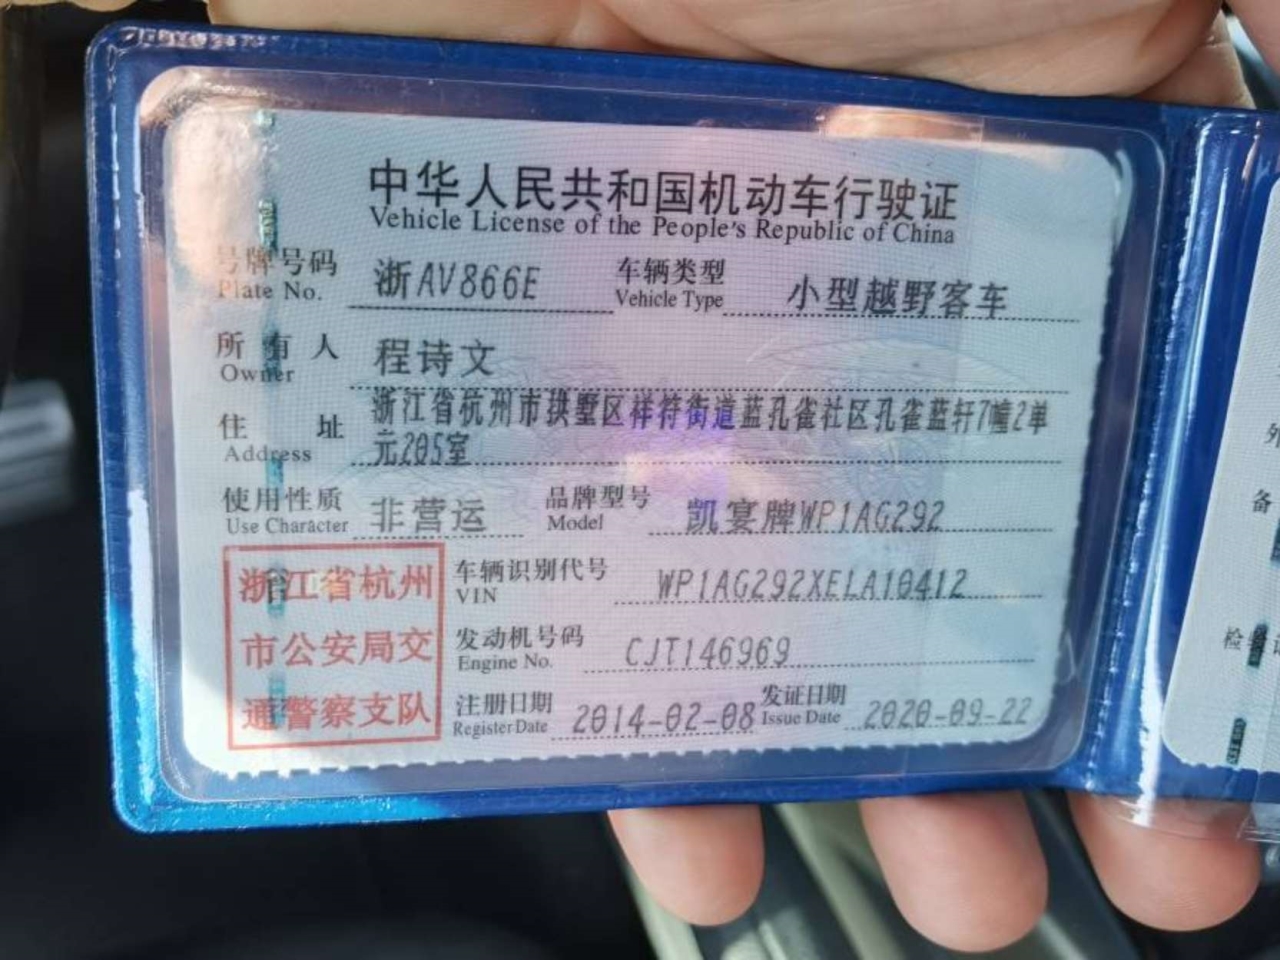 中华人民共和国机动车行驶证
Vehicle License of the People's Republic of China
号牌号码 浙AV866E 车辆类型 小型越野客车
Plate No. Vehicle Type
所有人 程诗文
Owner
住址 浙江省杭州市拱墅区祥符街道蓝孔雀社区孔雀蓝轩7幢2单
Address 元205室
使用性质 非营运 品牌型号 凯宴牌WP1AG292
Use Character Model
浙江省杭州
市公安局交
通警察支队
车辆识别代号 WP1AG292XELA10412
VIN
发动机号码 CJT146969
Engine No.
注册日期 2014-02-08 发证日期 2020-09-22
Register Date Issue Date
备
检